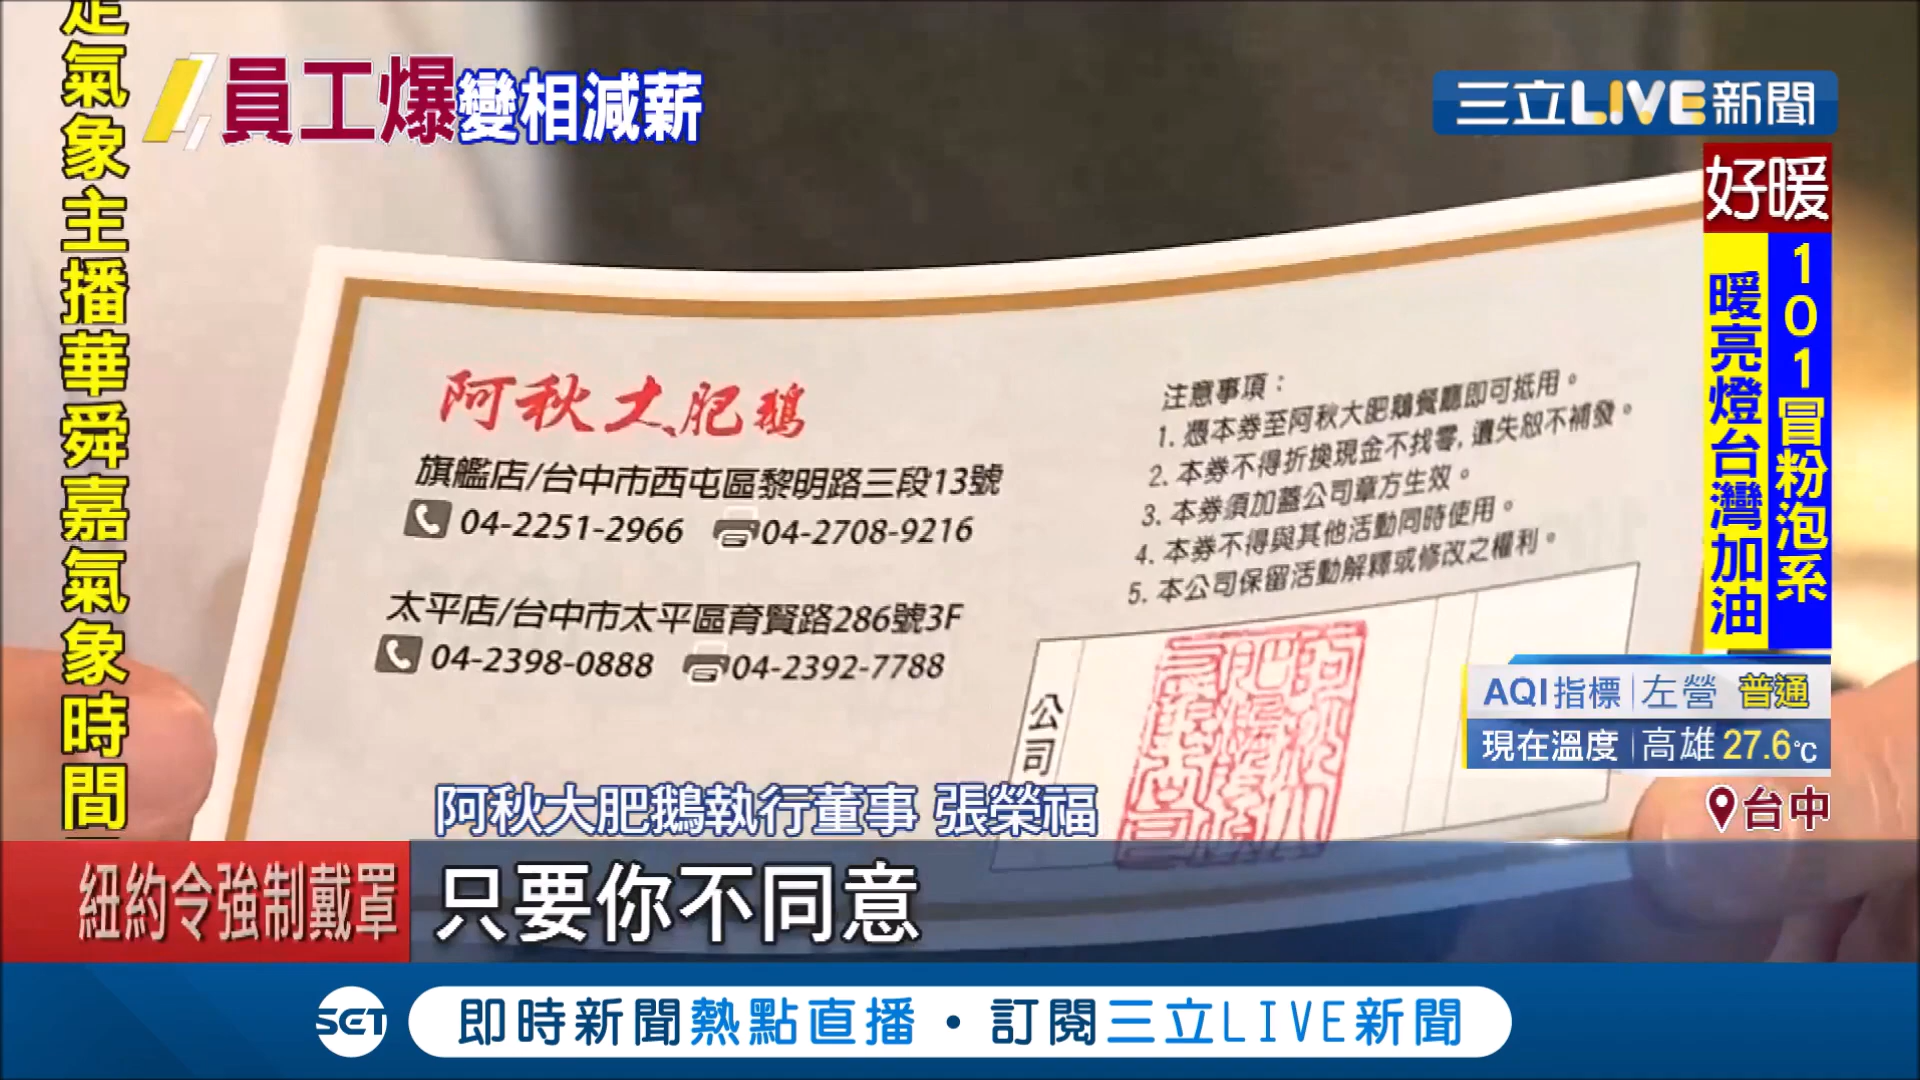 定氣象主播華舜嘉氣象時間
員工爆變相減薪
三立LIVE新聞
好暖
101冒粉泡系
暖亮燈台灣加油
阿秋大肥鵝
旗艦店/台中市西屯區黎明路三段13號
04-2251-2966 04-2708-9216
太平店/台中市太平區育賢路286號3F
04-2398-0888 04-2392-7788
注意事項：
1. 憑本券至阿秋大肥鵝餐廳即可抵用。
2. 本券不得折換現金不找零,遺失恕不補發。
3. 本券須加蓋公司章方生效。
4. 本券不得與其他活動同時使用。
5. 本公司保留活動解釋或修改之權利。
公司
AQI指標 左營 普通
現在溫度 高雄 27.6°C
台中
阿秋大肥鵝執行董事 張榮福
紐約令強制戴罩
只要你不同意
SET 即時新聞熱點直播・訂閱三立LIVE新聞